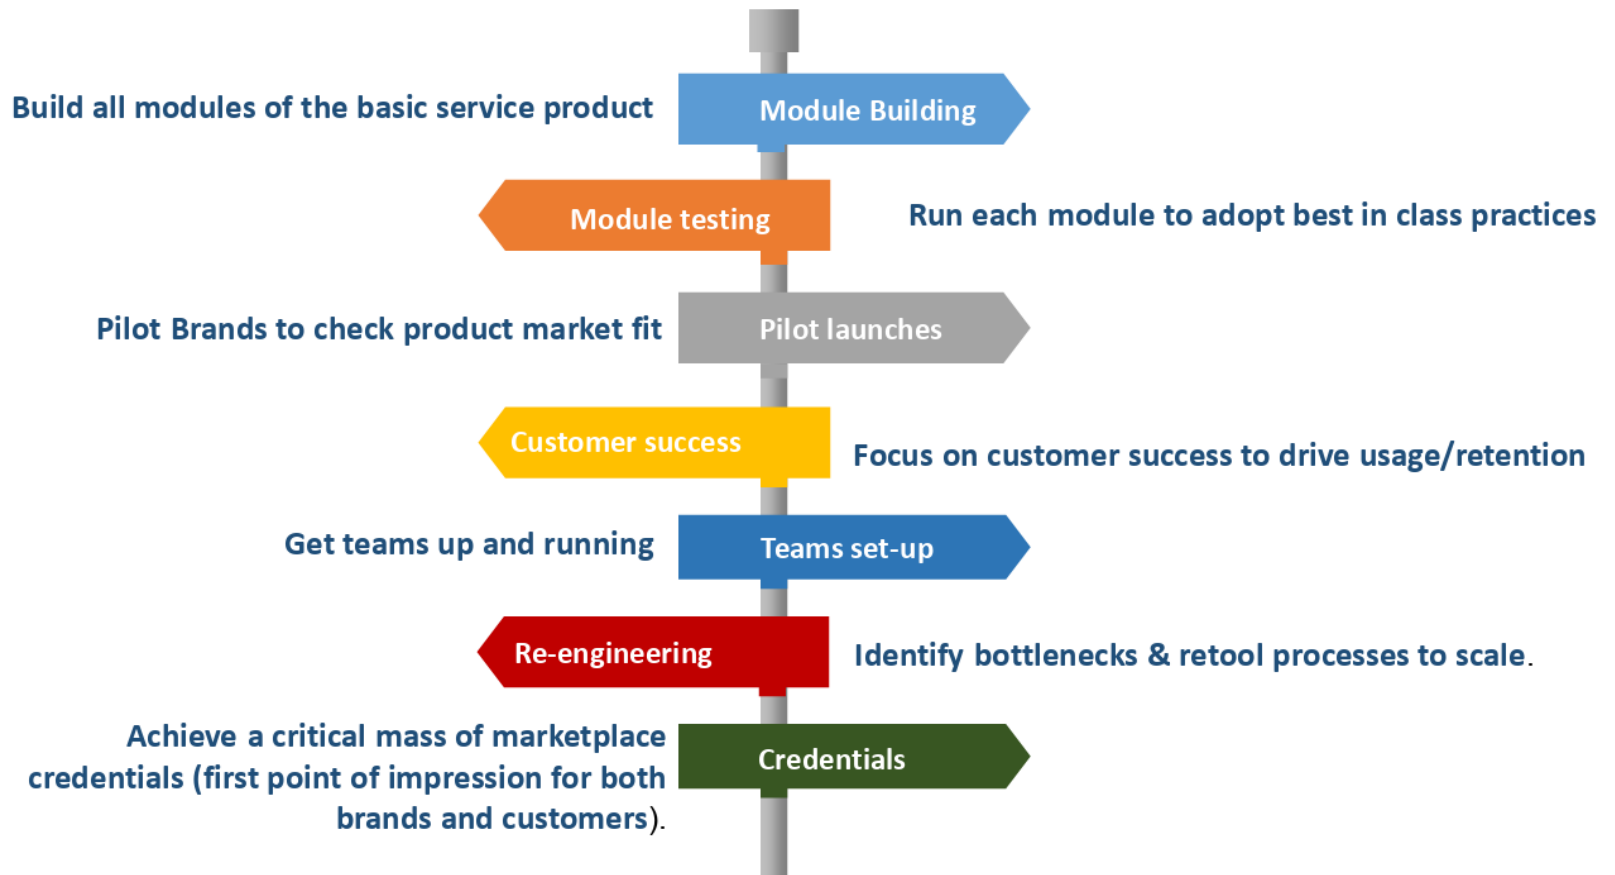 Build all modules of the basic service product
Module Building
Module testing
Run each module to adopt best in class practices
Pilot Brands to check product market fit
Pilot launches
Customer success
Focus on customer success to drive usage/retention
Get teams up and running
Teams set-up
Re-engineering
Identify bottlenecks & retool processes to scale.
Achieve a critical mass of marketplace
credentials (first point of impression for both
brands and customers).
Credentials